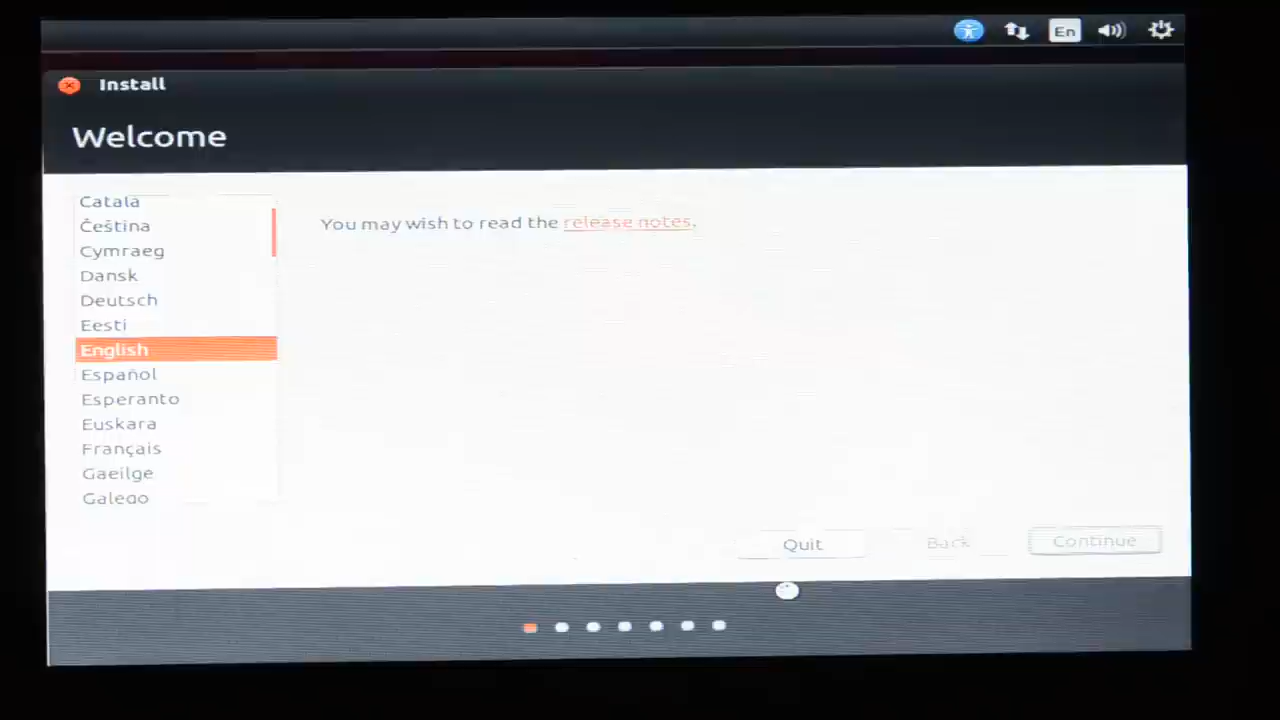 En
Install
Welcome
Català
Čeština
Cymraeg
Dansk
Deutsch
Eesti
English
Español
Esperanto
Euskara
Français
Gaeilge
Galego
You may wish to read the release notes.
Quit
Back
Continue